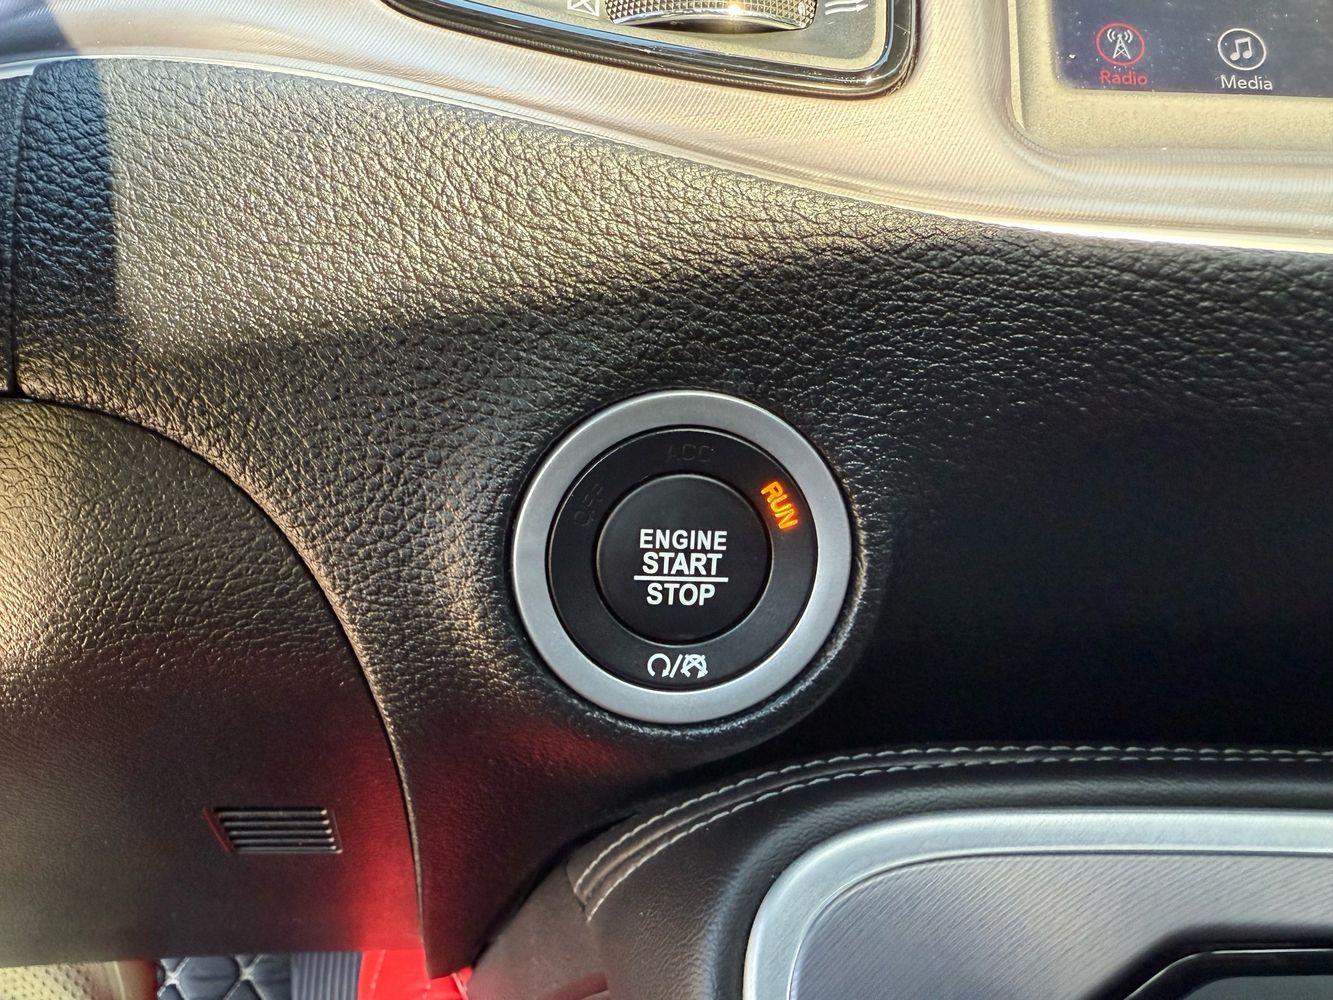 Radio
Media
ACC
OFF
RUN
ENGINE
START
STOP